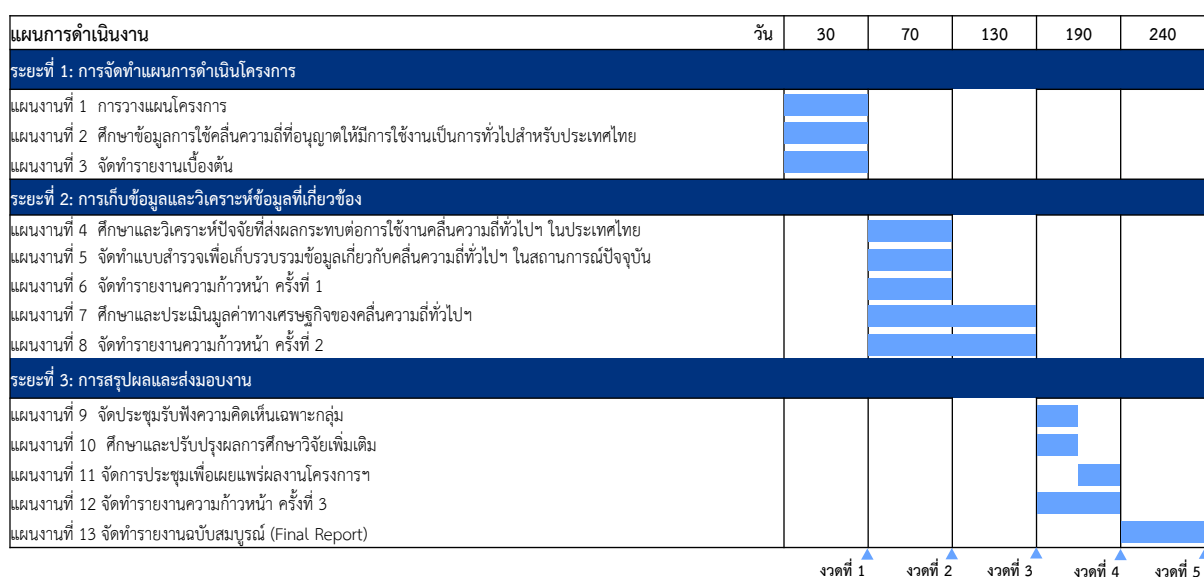 แผนการดำเนินงาน วัน 30 70 130 190 240
ระยะที่ 1: การจัดทำแผนการดำเนินโครงการ
แผนงานที่ 1 การวางแผนโครงการ
แผนงานที่ 2 ศึกษาข้อมูลการใช้คลื่นความถี่ที่อนุญาตให้มีการใช้งานเป็นการทั่วไปสำหรับประเทศไทย
แผนงานที่ 3 จัดทำรายงานเบื้องต้น
ระยะที่ 2: การเก็บข้อมูลและวิเคราะห์ข้อมูลที่เกี่ยวข้อง
แผนงานที่ 4 ศึกษาและวิเคราะห์ปัจจัยที่ส่งผลกระทบต่อการใช้งานคลื่นความถี่ทั่วไปฯ ในประเทศไทย
แผนงานที่ 5 จัดทำแบบสำรวจเพื่อเก็บรวบรวมข้อมูลเกี่ยวกับคลื่นความถี่ทั่วไปฯ ในสถานการณ์ปัจจุบัน
แผนงานที่ 6 จัดทำรายงานความก้าวหน้า ครั้งที่ 1
แผนงานที่ 7 ศึกษาและประเมินมูลค่าทางเศรษฐกิจของคลื่นความถี่ทั่วไปฯ
แผนงานที่ 8 จัดทำรายงานความก้าวหน้า ครั้งที่ 2
ระยะที่ 3: การสรุปผลและส่งมอบงาน
แผนงานที่ 9 จัดประชุมรับฟังความคิดเห็นเฉพาะกลุ่ม
แผนงานที่ 10 ศึกษาและปรับปรุงผลการศึกษาวิจัยเพิ่มเติม
แผนงานที่ 11 จัดการประชุมเพื่อเผยแพร่ผลงานโครงการฯ
แผนงานที่ 12 จัดทำรายงานความก้าวหน้า ครั้งที่ 3
แผนงานที่ 13 จัดทำรายงานฉบับสมบูรณ์ (Final Report)
งวดที่ 1 งวดที่ 2 งวดที่ 3 งวดที่ 4 งวดที่ 5